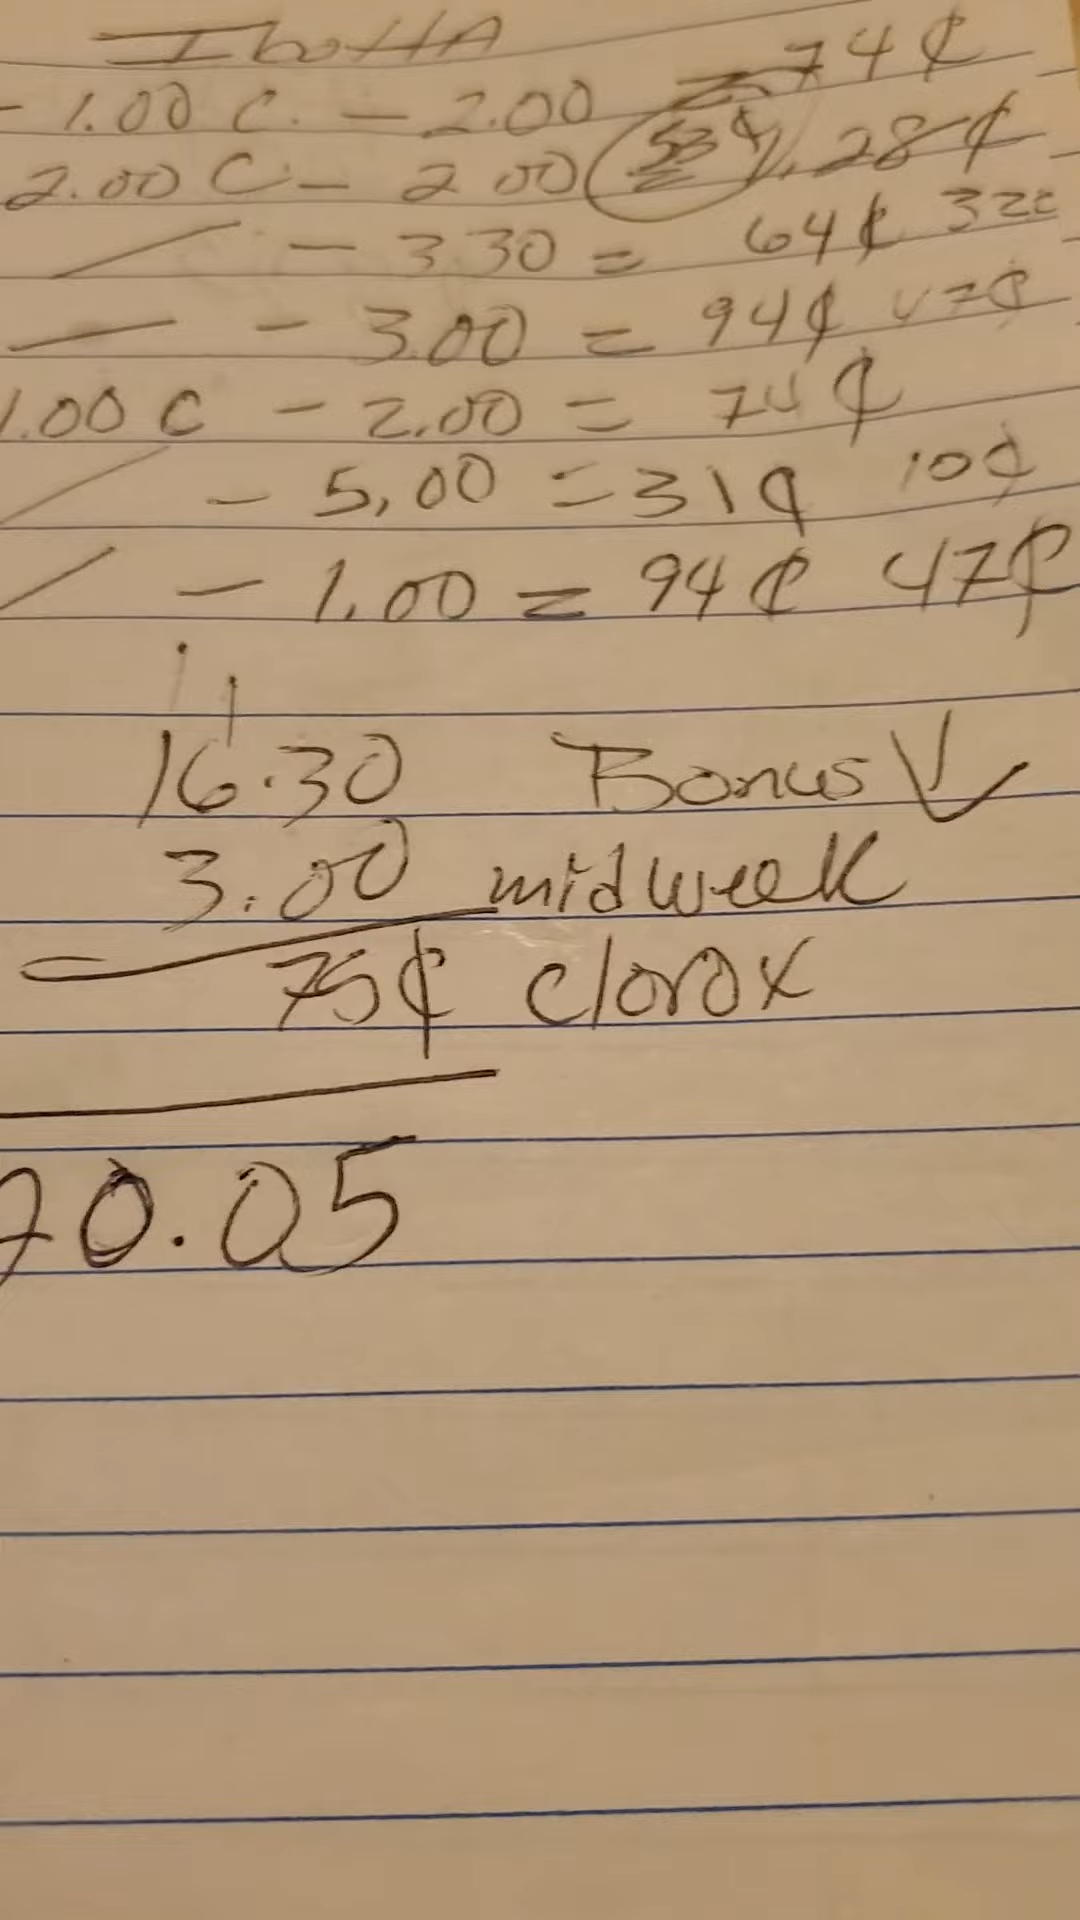 IbottA
- 1.00 C. - 2.00 = 74¢
2.00 C - 2 00 53¢ .28¢
/ - 3.30 = 64¢ 32¢
— - 3.00 = 94¢ 47¢
1.00 C - 2.00 = 74¢
/ - 5,00 = 31¢ 10¢
/ - 1.00 = 94¢ 47¢
16.30 Bonus
3.00 midweek
75¢ clorox
20.05